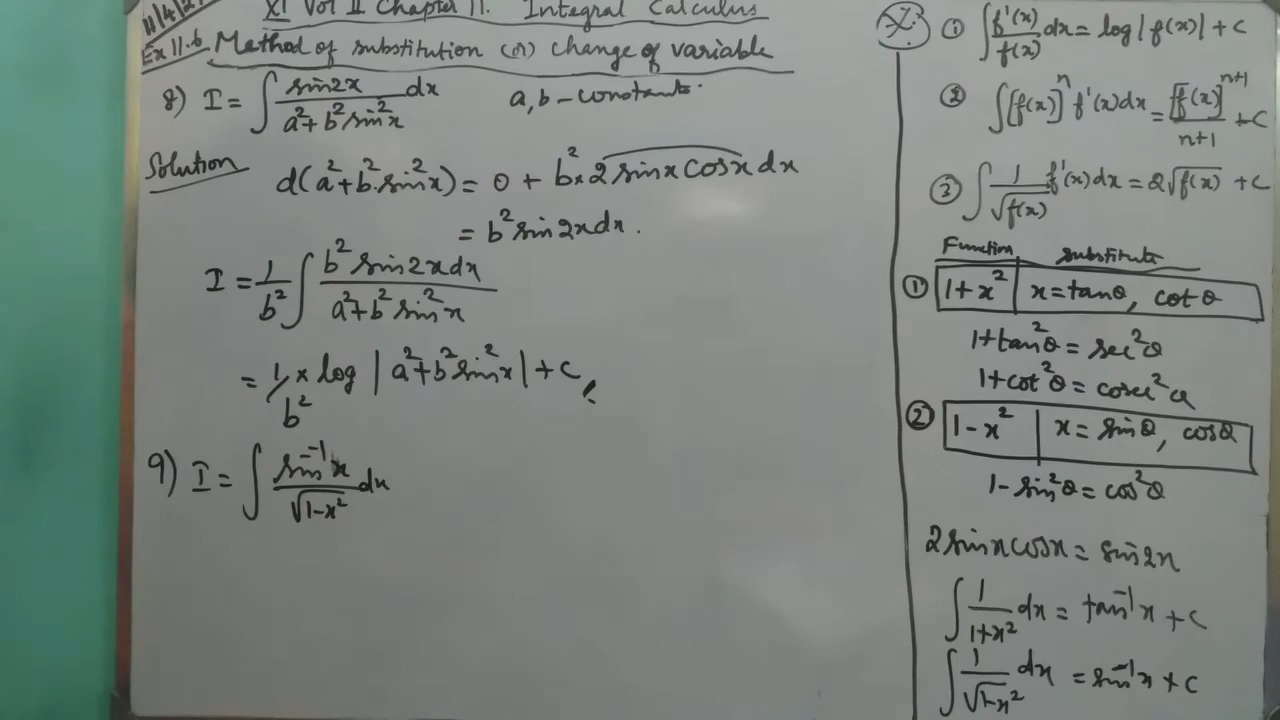 11/4/2
XI Vol II Chapter 11. Integral Calculus
Ex 11.6 Method of substitution (or) change of variable
8) I = ∫ sin2x / (a² + b² sin²x) dx a, b - constants.
Solution
d(a² + b² sin²x) = 0 + b² × 2 sinx cosx dx
= b² sin2x dx.
I = 1/b² ∫ b² sin2x dx / (a² + b² sin²x)
= 1/b² × log |a² + b² sin²x| + c
9) I = ∫ sin⁻¹x / √(1-x²) dx
① ∫ f'(x)/f(x) dx = log |f(x)| + c
② ∫ [f(x)]ⁿ f'(x) dx = [f(x)]ⁿ⁺¹ / (n+1) + c
③ ∫ 1/√f(x) f'(x) dx = 2√f(x) + c
Function substitute
① 1+x² | x = tanθ, cotθ
1+tan²θ = sec²θ
1+cot²θ = cosec²θ
② 1-x² | x = sinθ, cosθ
1-sin²θ = cos²θ
2sinxcosx = sin2x
∫ 1/(1+x²) dx = tan⁻¹x + c
∫ 1/√(1-x²) dx = sin⁻¹x + c